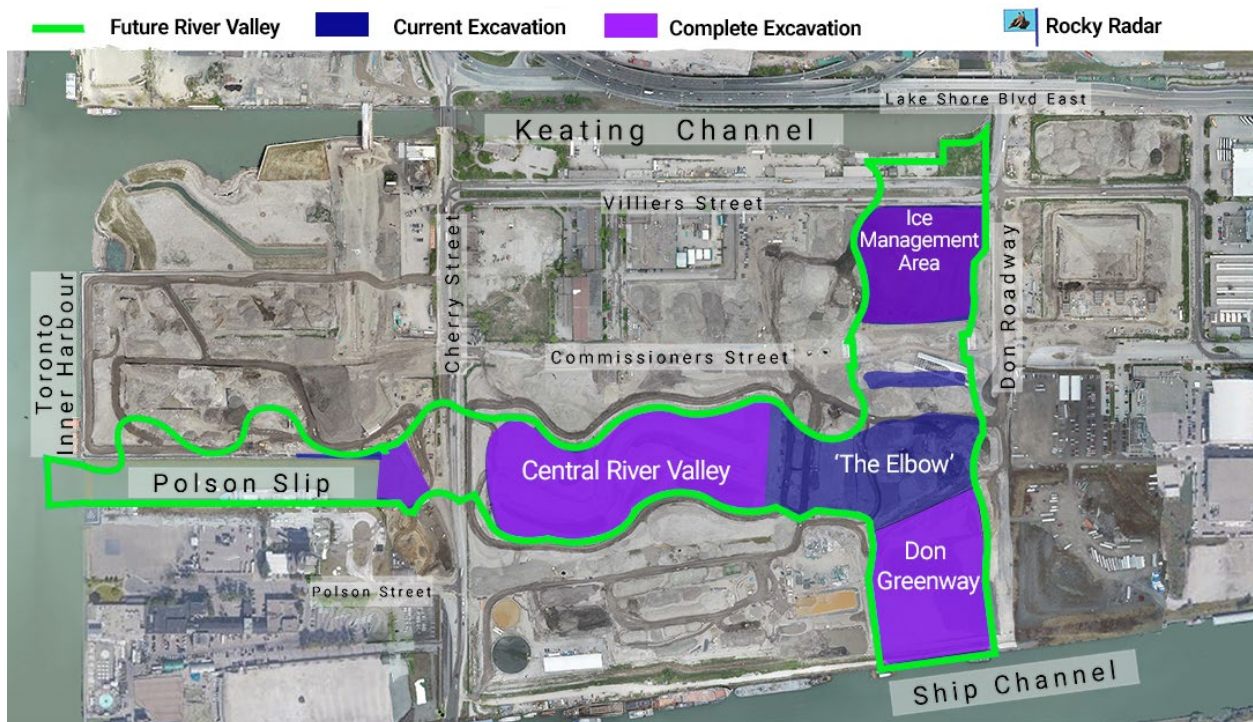 Future River Valley
Current Excavation
Complete Excavation
Rocky Radar
Lake Shore Blvd East
Keating Channel
Villiers Street
Ice
Management
Area
Cherry Street
Don Roadway
Toronto
Inner Harbour
Commissioners Street
Central River Valley
'The Elbow'
Polson Slip
Don
Greenway
Polson Street
Ship Channel